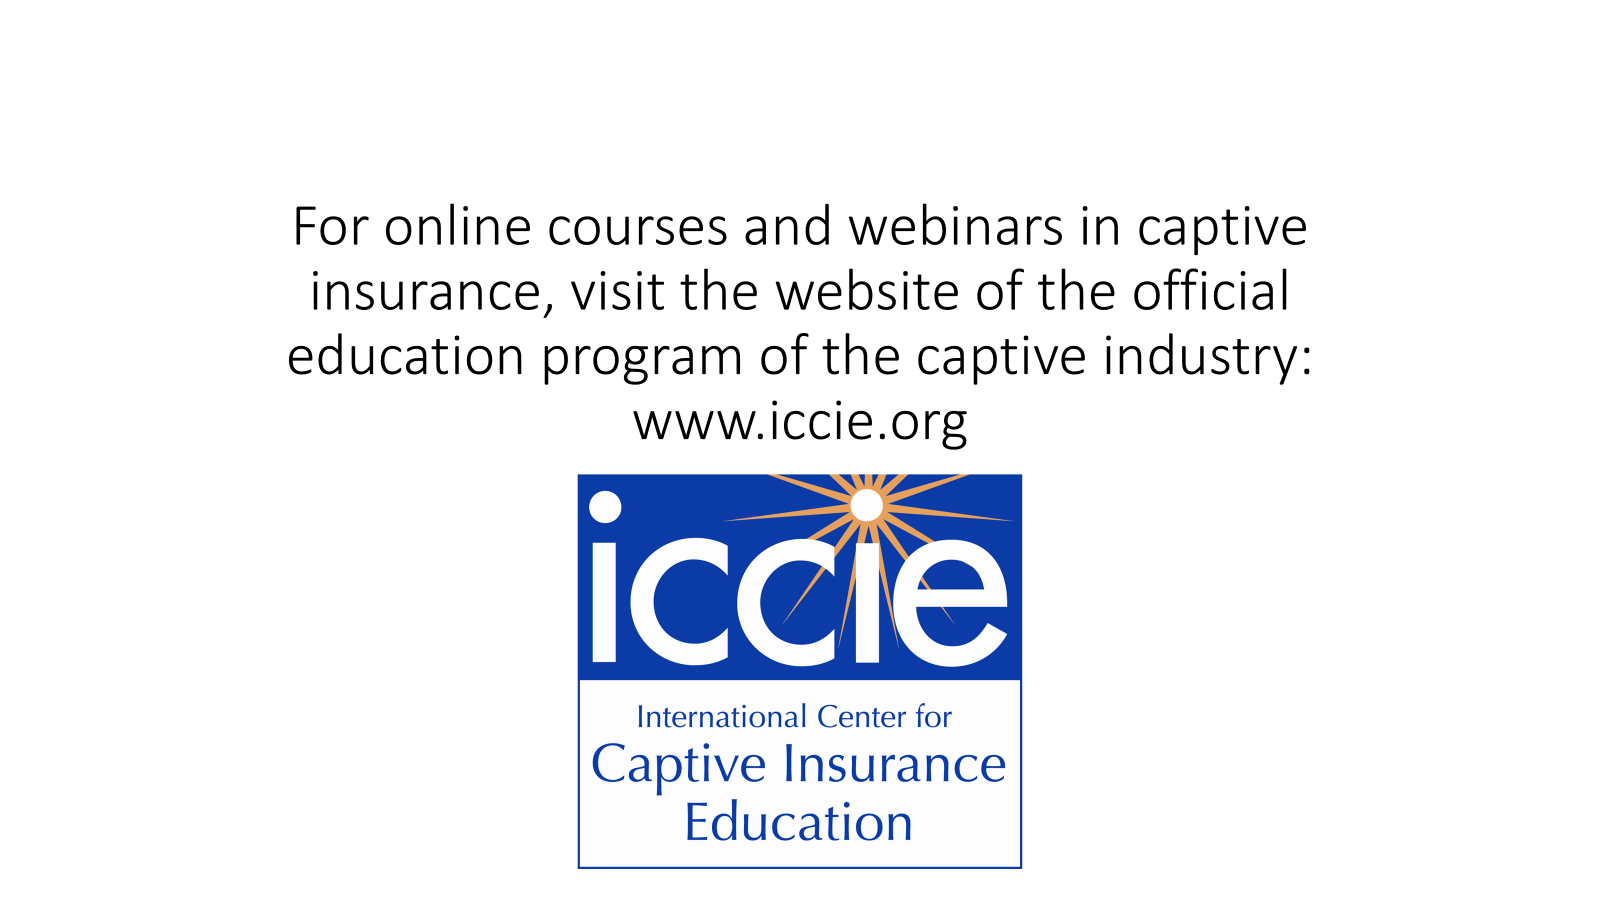 For online courses and webinars in captive
insurance, visit the website of the official
education program of the captive industry:
www.iccie.org
iccie
International Center for
Captive Insurance
Education